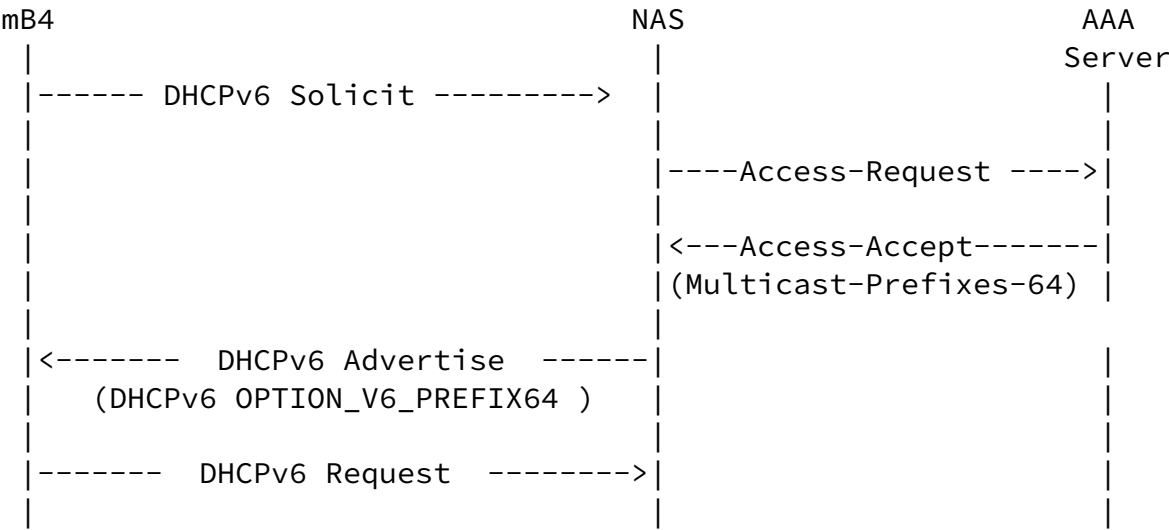 mB4 NAS AAA
Server
|------ DHCPv6 Solicit ---------> | |
|----Access-Request ---->|
|<---Access-Accept-------|
|(Multicast-Prefixes-64) |
|<------- DHCPv6 Advertise ------| |
| (DHCPv6 OPTION_V6_PREFIX64 ) | |
|------- DHCPv6 Request -------->| |